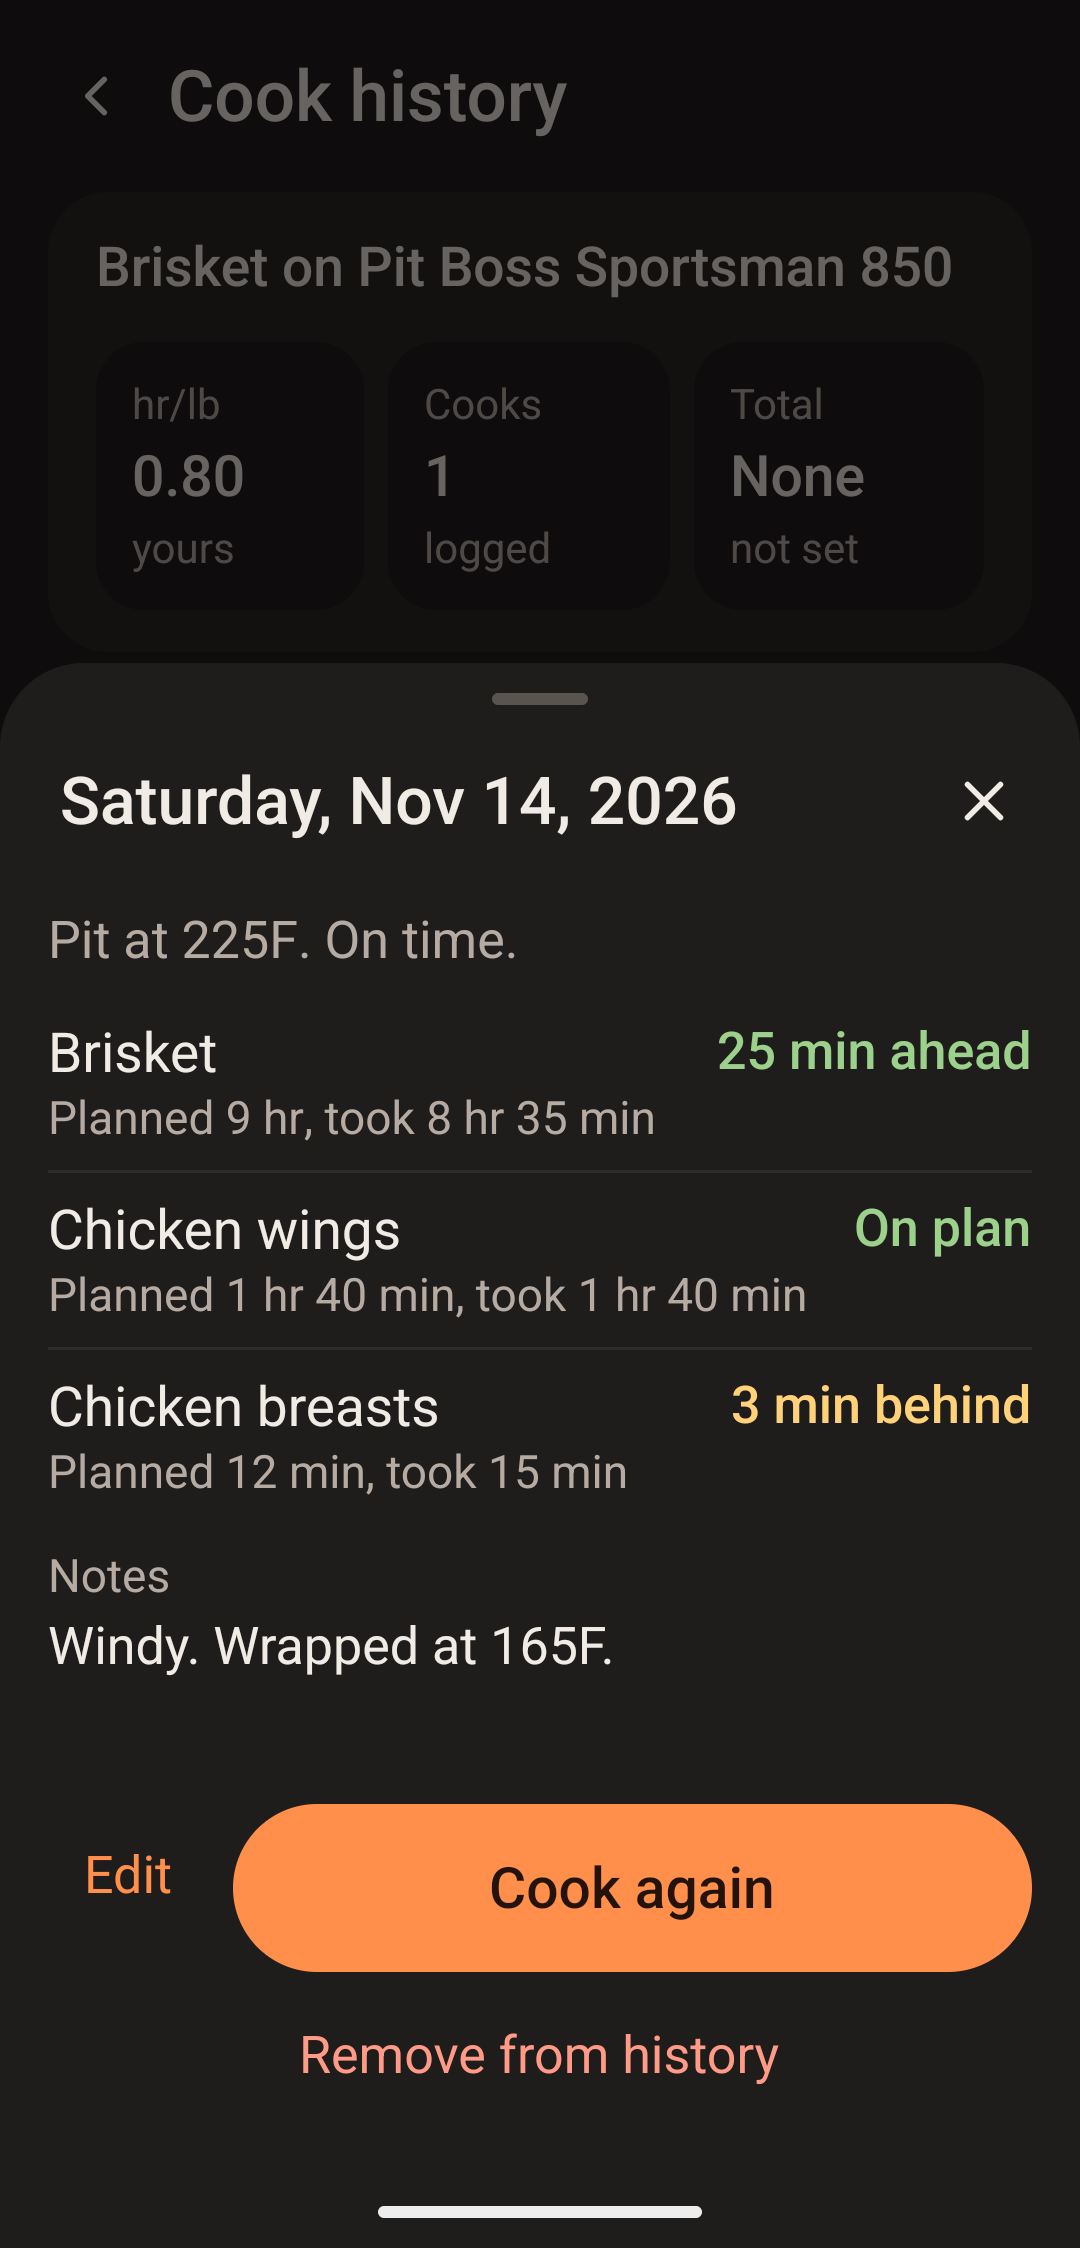 Cook history
Brisket on Pit Boss Sportsman 850
hr/lb
0.80
yours
Cooks
1
logged
Total
None
not set
Saturday, Nov 14, 2026
Pit at 225F. On time.
Brisket
25 min ahead
Planned 9 hr, took 8 hr 35 min
Chicken wings
On plan
Planned 1 hr 40 min, took 1 hr 40 min
Chicken breasts
3 min behind
Planned 12 min, took 15 min
Notes
Windy. Wrapped at 165F.
Edit
Cook again
Remove from history